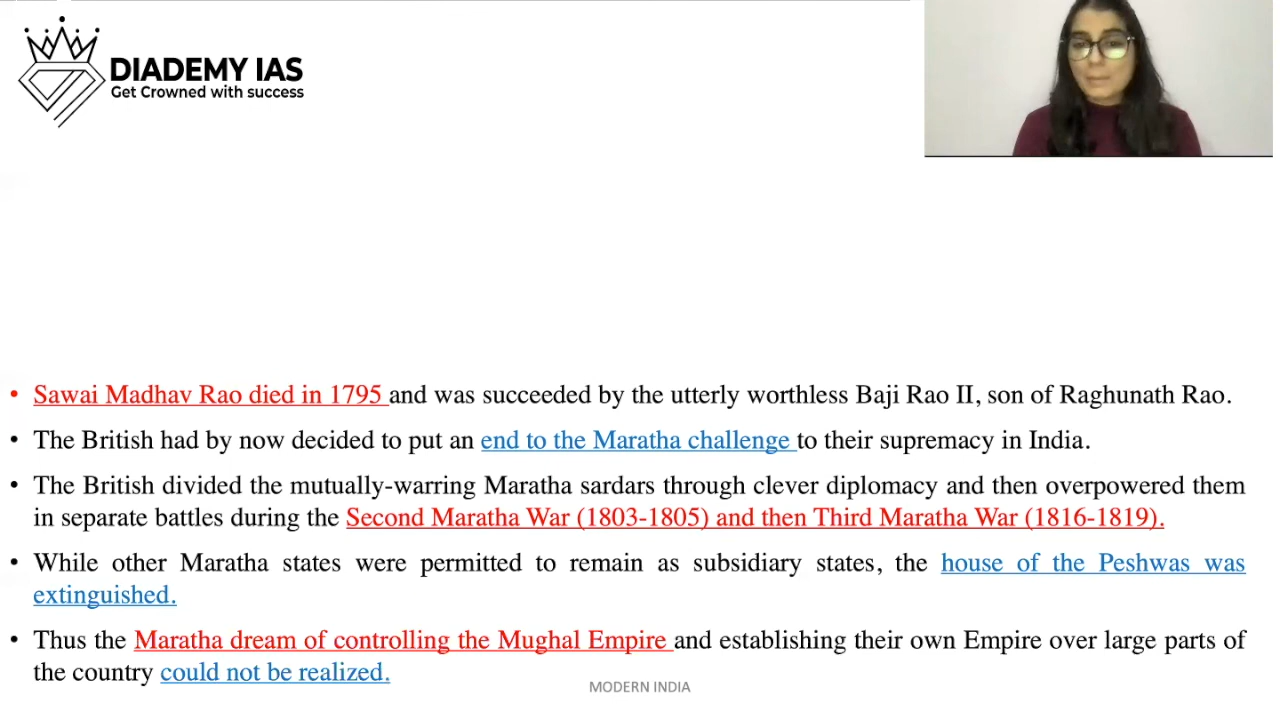 DIADEMY IAS
Get Crowned with success
• Sawai Madhav Rao died in 1795 and was succeeded by the utterly worthless Baji Rao II, son of Raghunath Rao.
• The British had by now decided to put an end to the Maratha challenge to their supremacy in India.
• The British divided the mutually-warring Maratha sardars through clever diplomacy and then overpowered them
in separate battles during the Second Maratha War (1803-1805) and then Third Maratha War (1816-1819).
• While other Maratha states were permitted to remain as subsidiary states, the house of the Peshwas was
extinguished.
• Thus the Maratha dream of controlling the Mughal Empire and establishing their own Empire over large parts of
the country could not be realized.
MODERN INDIA